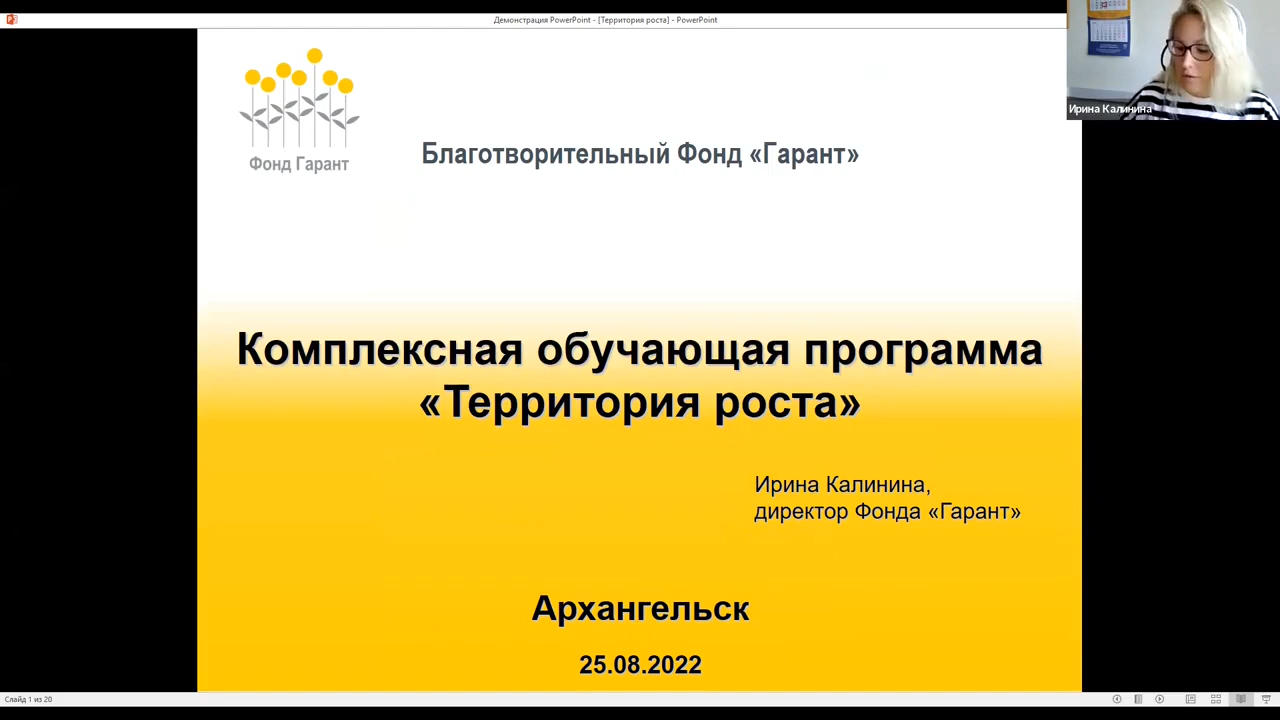 Демонстрация PowerPoint - [Территория роста] - PowerPoint
Ирина Калинина
Фонд Гарант
Благотворительный Фонд «Гарант»
Комплексная обучающая программа
«Территория роста»
Ирина Калинина,
директор Фонда «Гарант»
Архангельск
25.08.2022
Слайд 1 из 20